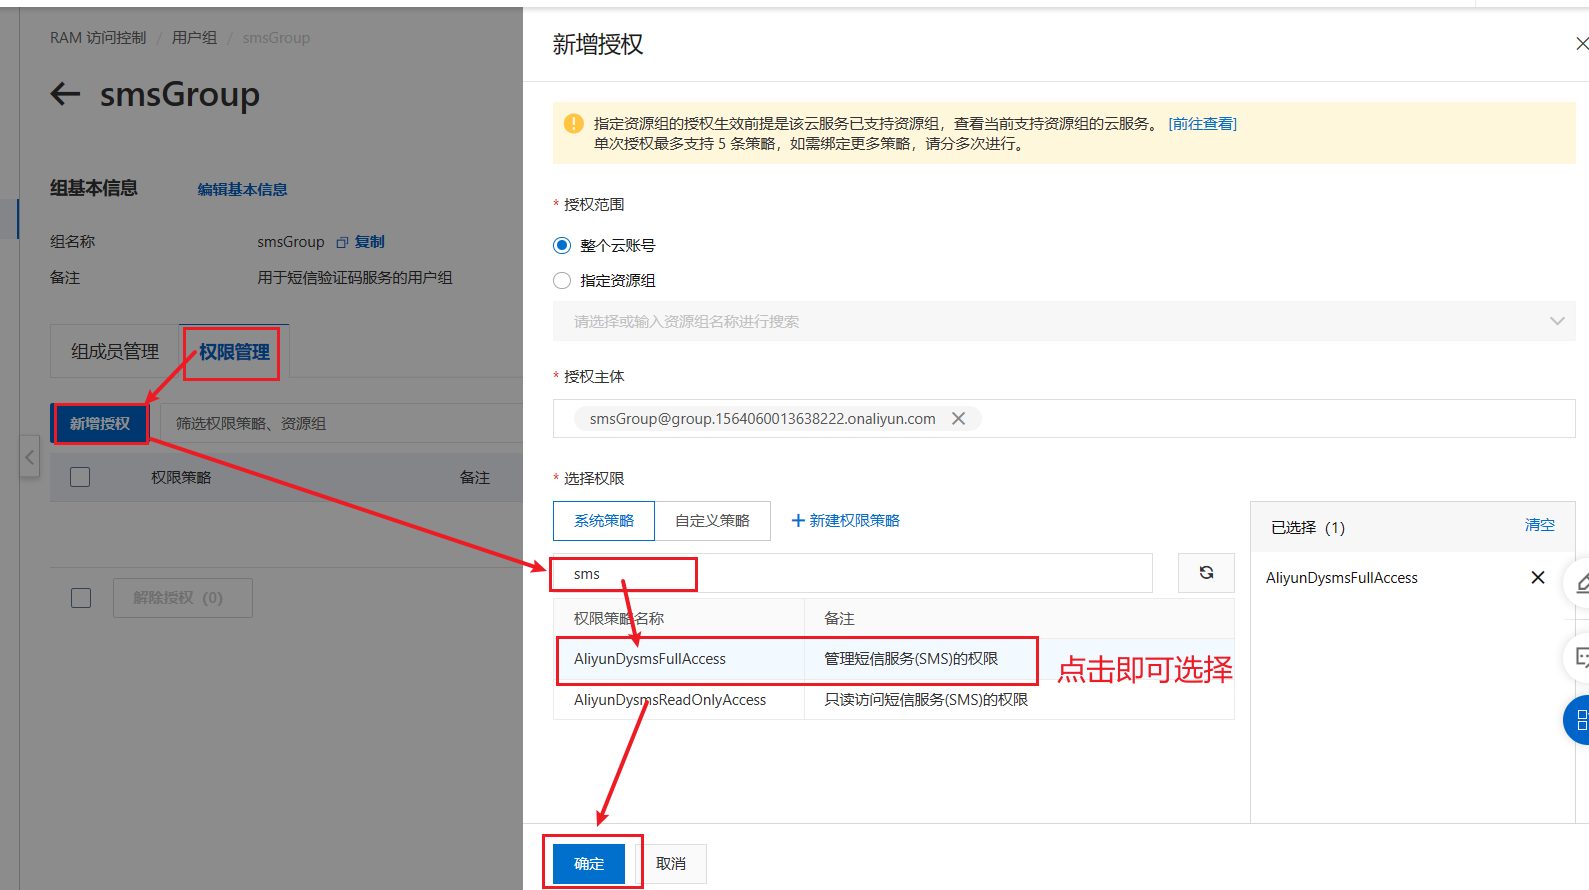 RAM 访问控制 / 用户组 / smsGroup
smsGroup
组基本信息 编辑基本信息
组名称 smsGroup 复制
备注 用于短信验证码服务的用户组
组成员管理 权限管理
新增授权 筛选权限策略、资源组
权限策略 备注
解除授权 (0)
新增授权
指定资源组的授权生效前提是该云服务已支持资源组，查看当前支持资源组的云服务。 [前往查看]
单次授权最多支持 5 条策略，如需绑定更多策略，请分多次进行。
* 授权范围
整个云账号
指定资源组
请选择或输入资源组名称进行搜索
* 授权主体
smsGroup@group.1564060013638222.onaliyun.com
* 选择权限
系统策略 自定义策略 + 新建权限策略
sms
权限策略名称 备注
AliyunDysmsFullAccess 管理短信服务(SMS)的权限
点击即可选择
AliyunDysmsReadOnlyAccess 只读访问短信服务(SMS)的权限
已选择 (1) 清空
AliyunDysmsFullAccess
确定 取消